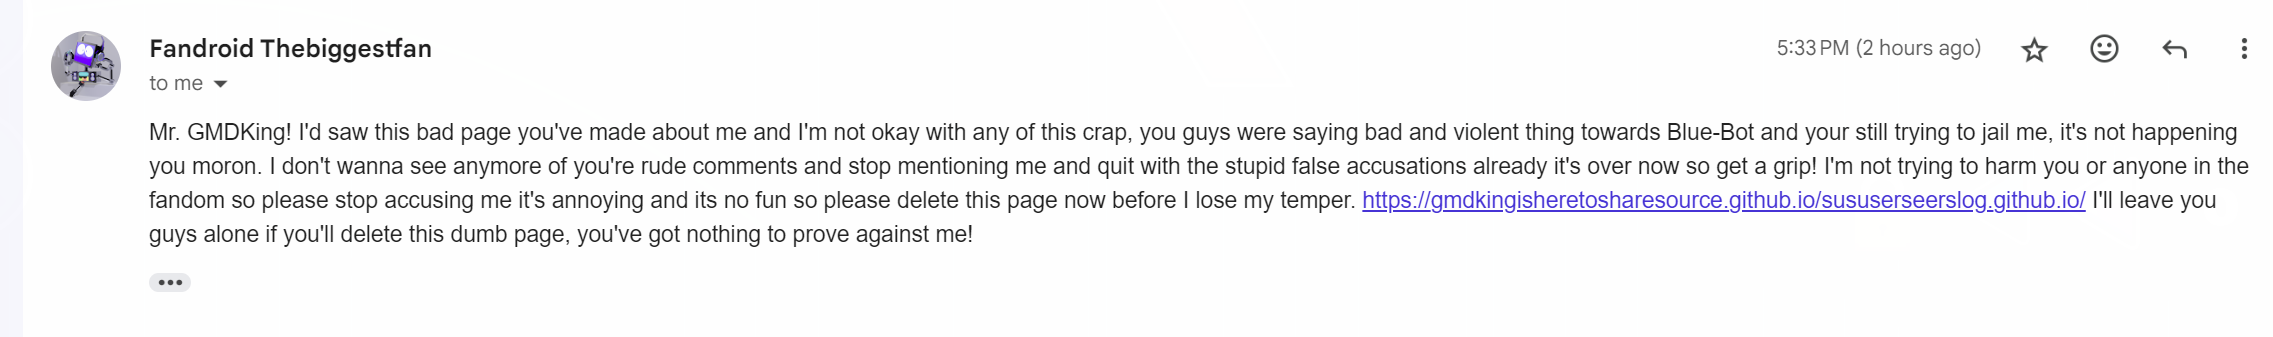 Fandroid Thebiggestfan
5:33 PM (2 hours ago)
to me
Mr. GMDKing! I'd saw this bad page you've made about me and I'm not okay with any of this crap, you guys were saying bad and violent thing towards Blue-Bot and your still trying to jail me, it's not happening
you moron. I don't wanna see anymore of you're rude comments and stop mentioning me and quit with the stupid false accusations already it's over now so get a grip! I'm not trying to harm you or anyone in the
fandom so please stop accusing me it's annoying and its no fun so please delete this page now before I lose my temper. https://gmdkingisheretosharesource.github.io/sususerseerslog.github.io/ I'll leave you
guys alone if you'll delete this dumb page, you've got nothing to prove against me!